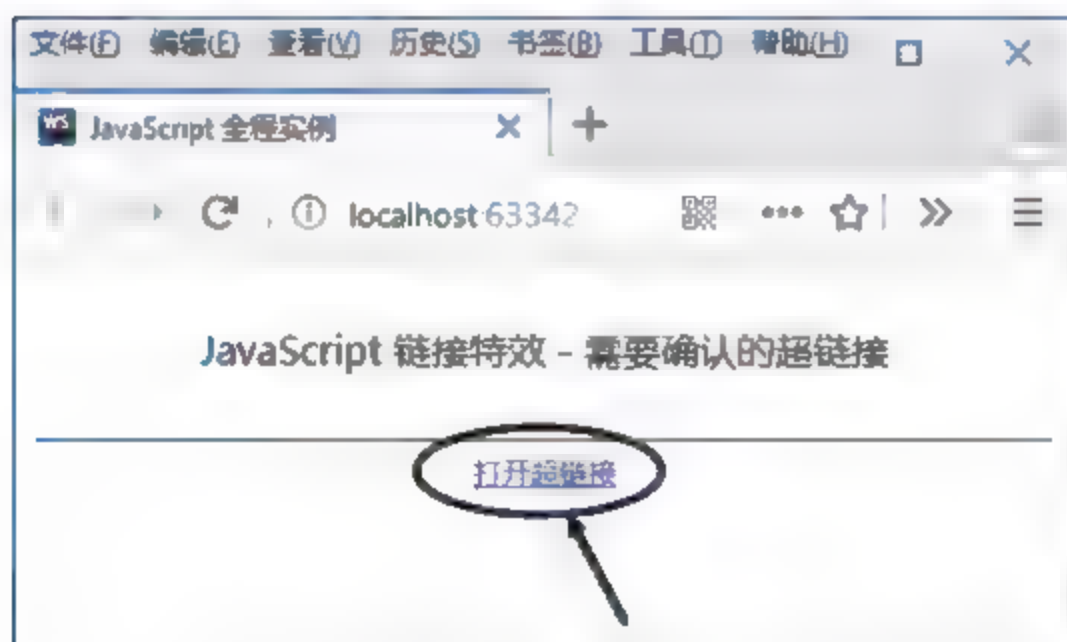 文件(F) 编辑(E) 查看(V) 历史(S) 书签(B) 工具(T) 帮助(H)
WS JavaScript 全程实例
localhost:63342
JavaScript 链接特效 - 需要确认的超链接
打开超链接